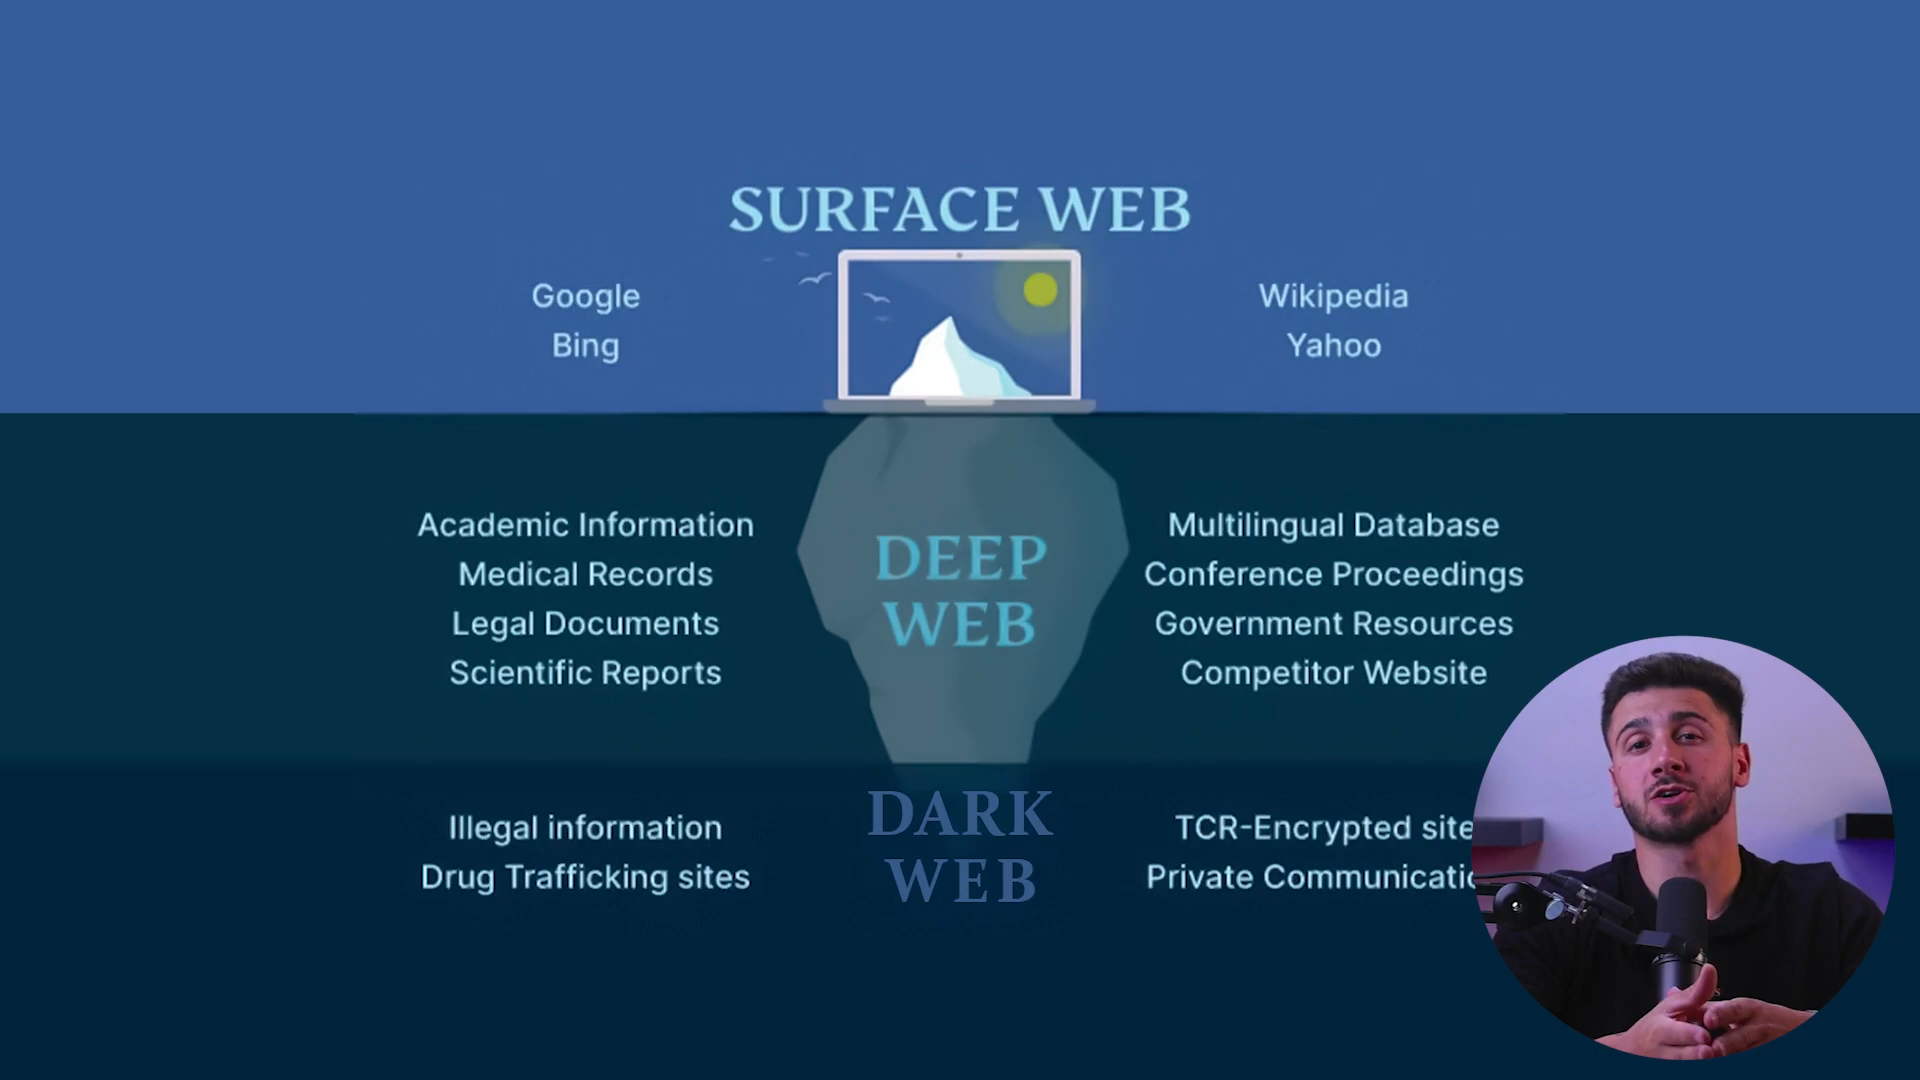 SURFACE WEB
Google
Bing
Wikipedia
Yahoo
Academic Information
Medical Records
Legal Documents
Scientific Reports
DEEP
WEB
Multilingual Database
Conference Proceedings
Government Resources
Competitor Website
Illegal information
Drug Trafficking sites
DARK
WEB
TCR-Encrypted site
Private Communicatio